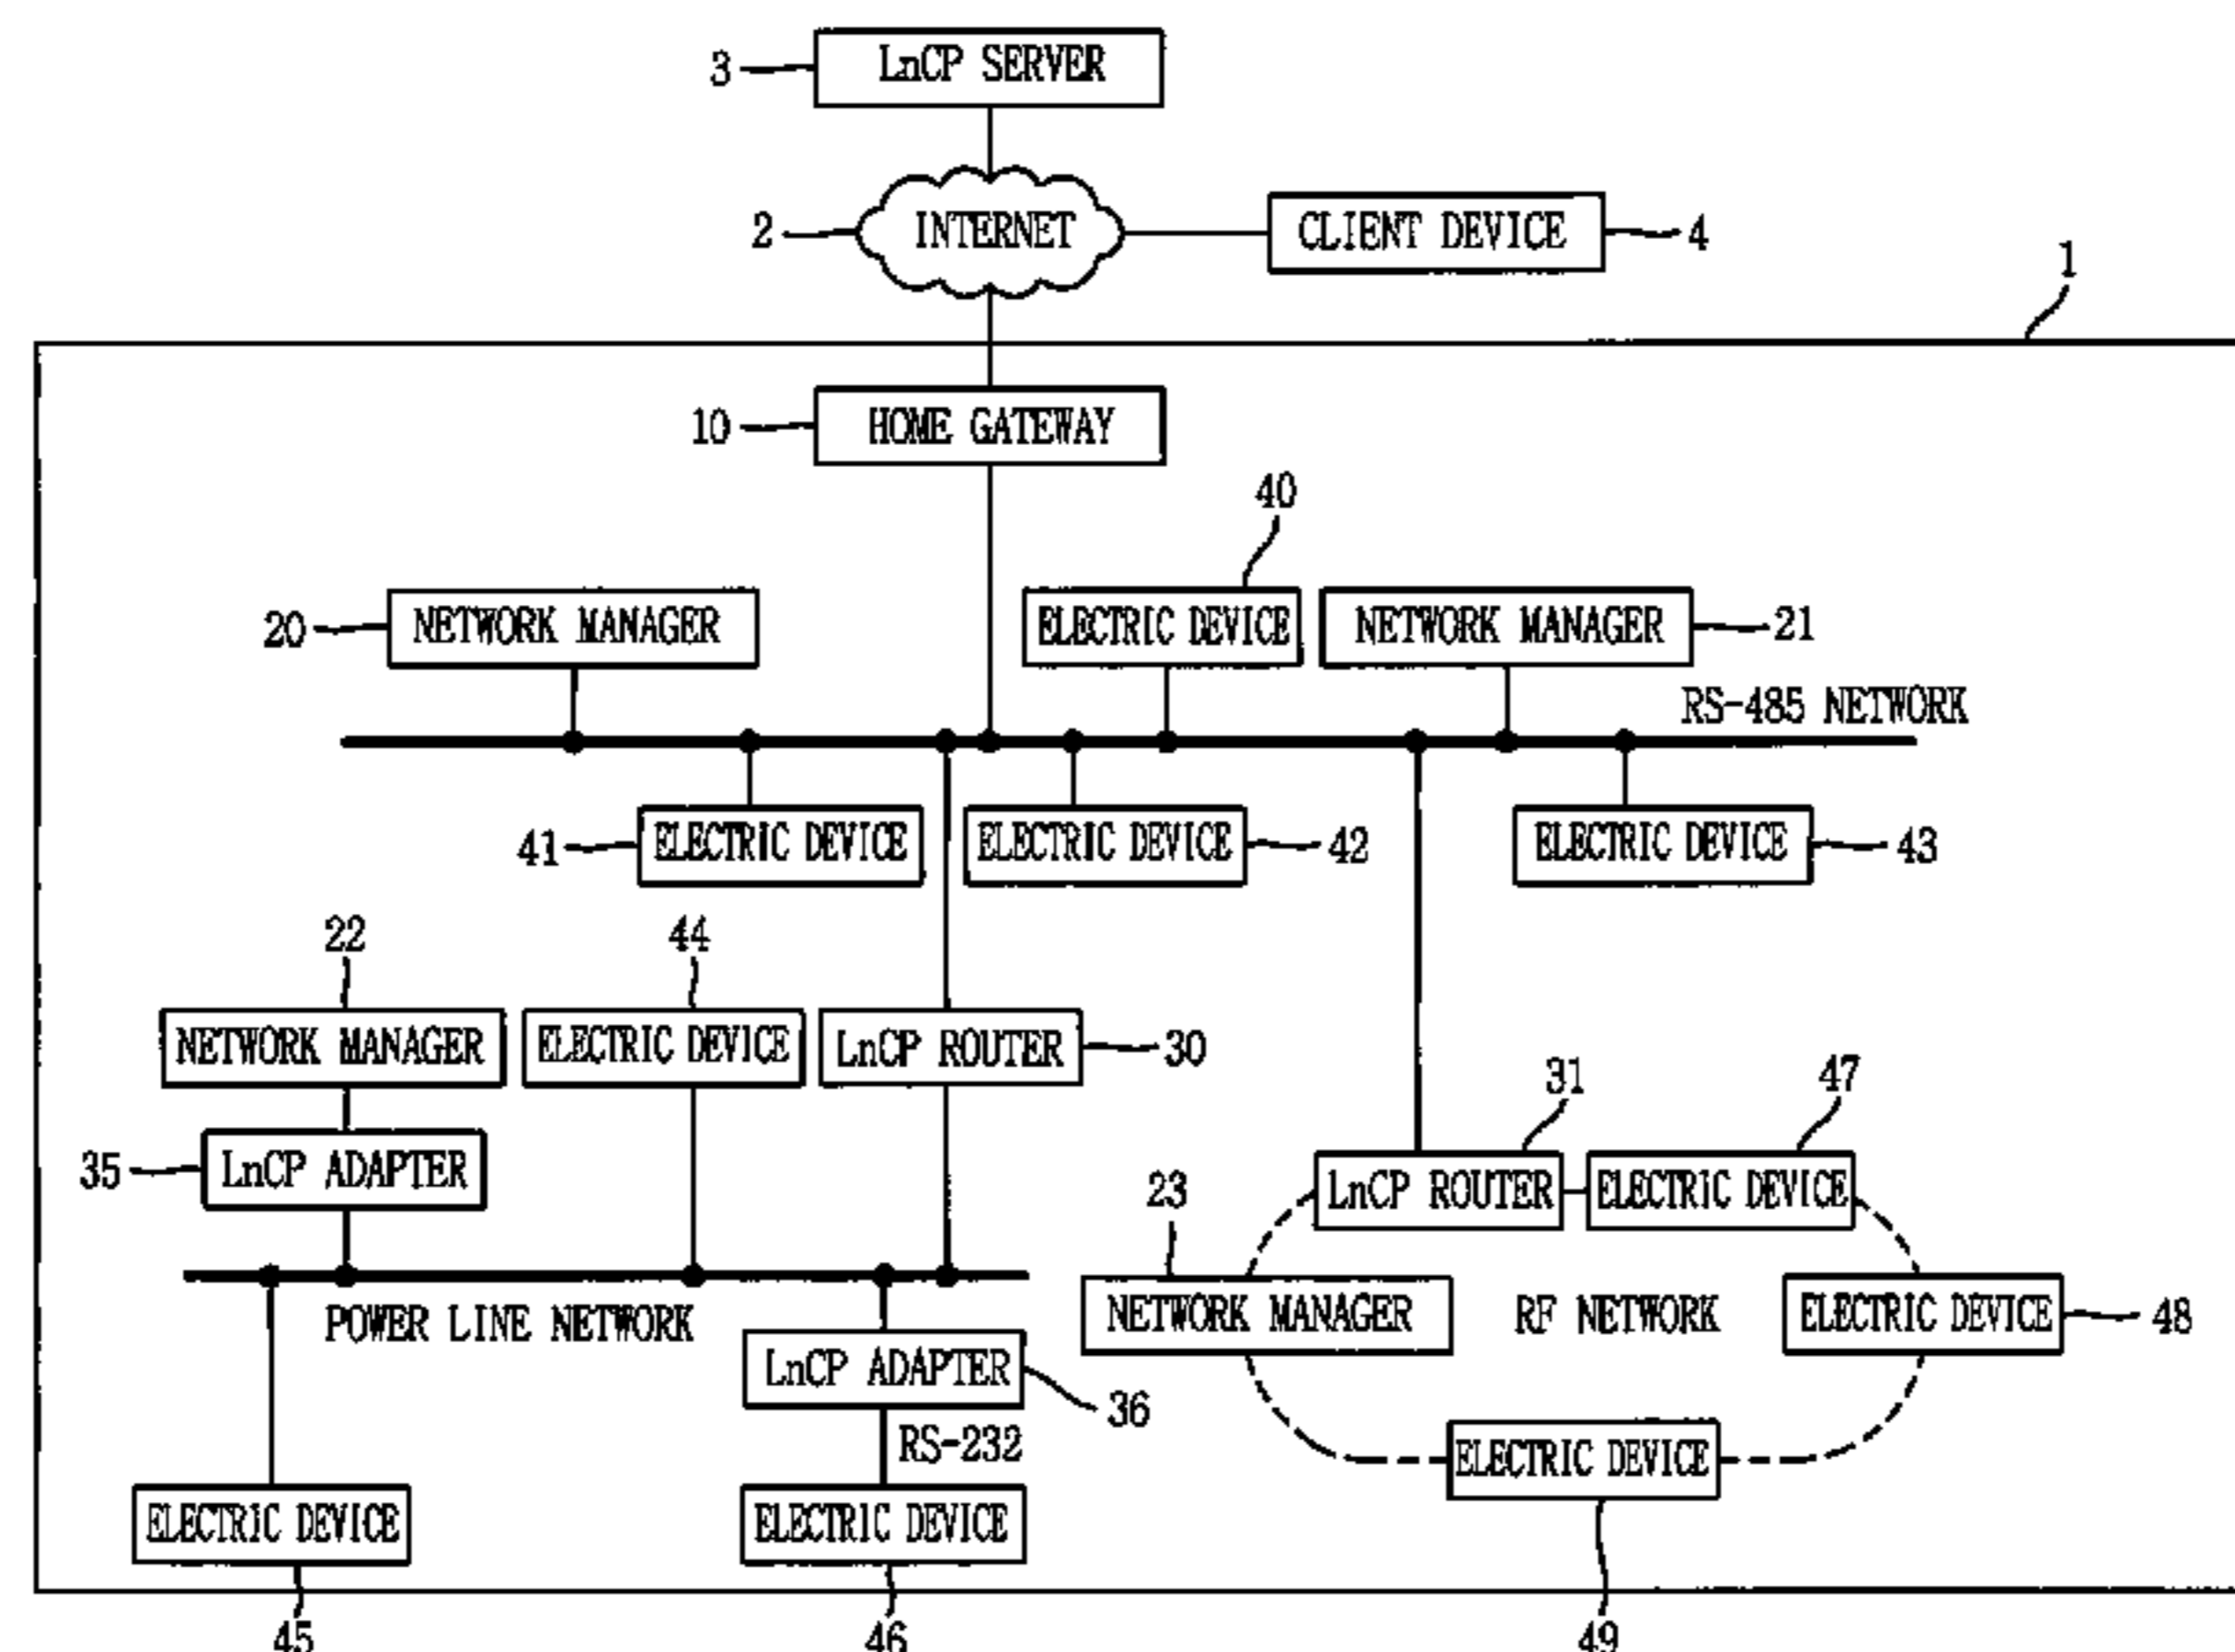 3
LnCP SERVER
2
INTERNET
CLIENT DEVICE
4
1
10
HOME GATEWAY
40
20
NETWORK MANAGER
ELECTRIC DEVICE
NETWORK MANAGER
21
RS-485 NETWORK
41
ELECTRIC DEVICE
ELECTRIC DEVICE
42
ELECTRIC DEVICE
43
22
44
NETWORK MANAGER
ELECTRIC DEVICE
LnCP ROUTER
30
31
47
35
LnCP ADAPTER
23
LnCP ROUTER
ELECTRIC DEVICE
POWER LINE NETWORK
NETWORK MANAGER
RF NETWORK
ELECTRIC DEVICE
48
LnCP ADAPTER
36
RS-232
ELECTRIC DEVICE
ELECTRIC DEVICE
ELECTRIC DEVICE
45
46
49